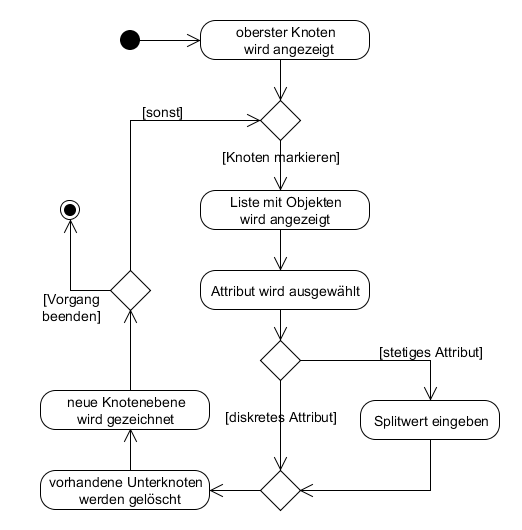 oberster Knoten
wird angezeigt
[sonst]
[Knoten markieren]
Liste mit Objekten
wird angezeigt
Attribut wird ausgewählt
[Vorgang
beenden]
[stetiges Attribut]
neue Knotenebene
wird gezeichnet
[diskretes Attribut]
Splitwert eingeben
vorhandene Unterknoten
werden gelöscht